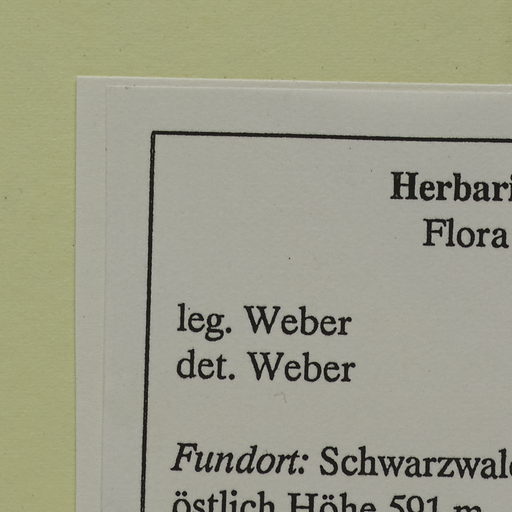 Herbari
Flora
leg. Weber
det. Weber
Fundort: Schwarzwal
östlich Höhe 591 m